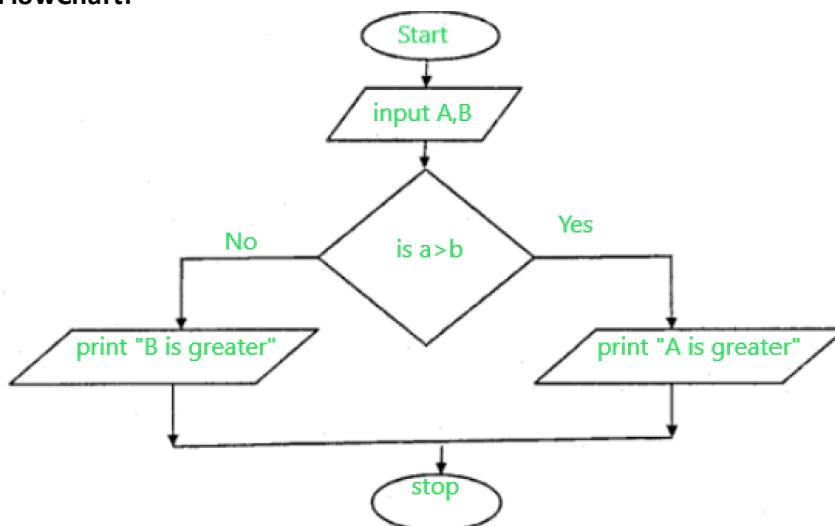 Start
input A,B
is a>b
No
Yes
print "B is greater"
print "A is greater"
stop